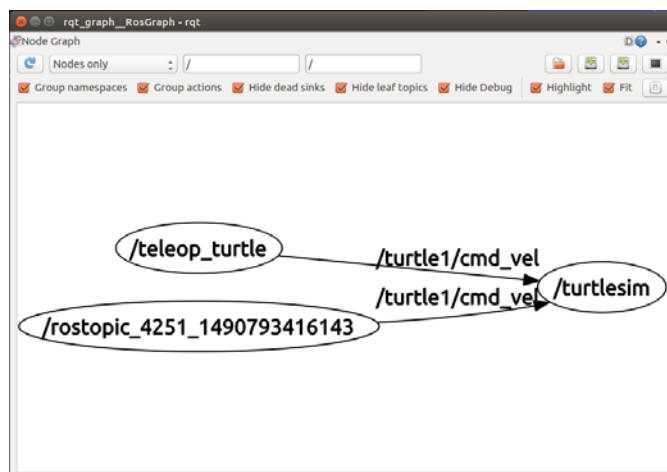 rqt_graph__RosGraph - rqt
Node Graph
D
Nodes only / /
Group namespaces Group actions Hide dead sinks Hide leaf topics Hide Debug Highlight Fit
/teleop_turtle
/turtle1/cmd_vel
/turtlesim
/turtle1/cmd_vel
/rostopic_4251_1490793416143